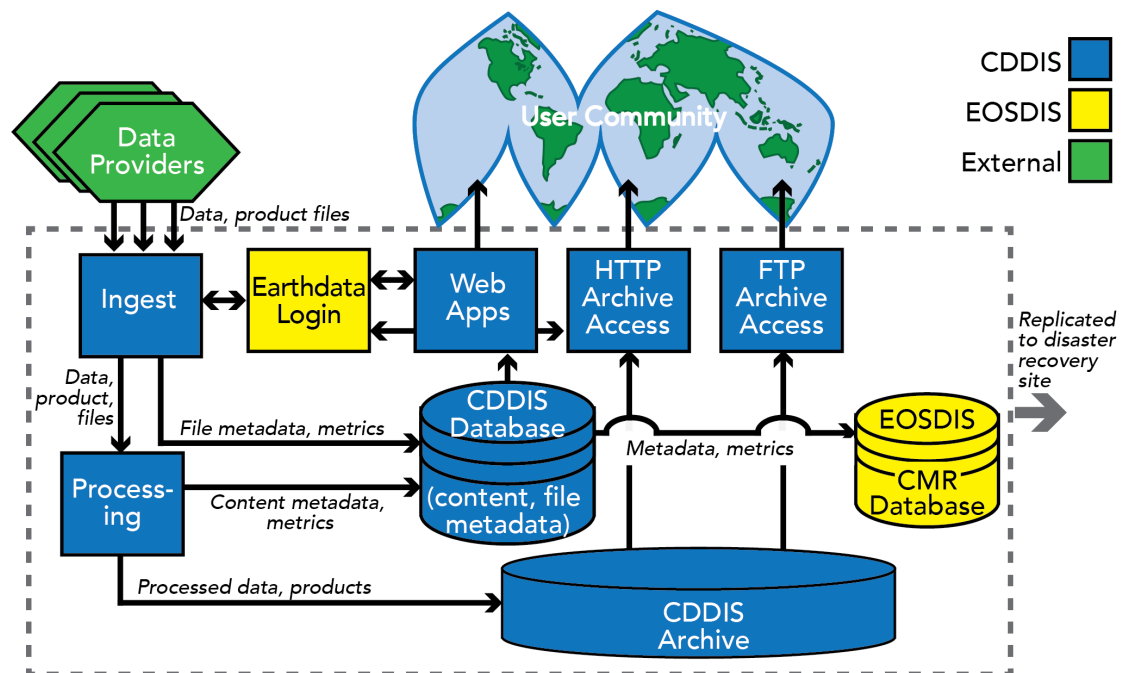 CDDIS
EOSDIS
External
User Community
Data
Providers
Data, product files
Ingest
Earthdata
Login
Web
Apps
HTTP
Archive
Access
FTP
Archive
Access
Replicated
to disaster
recovery
site
Data,
product,
files
File metadata, metrics
CDDIS
Database
(content, file
metadata)
Metadata, metrics
EOSDIS
CMR
Database
Process-
ing
Content metadata,
metrics
Processed data, products
CDDIS
Archive